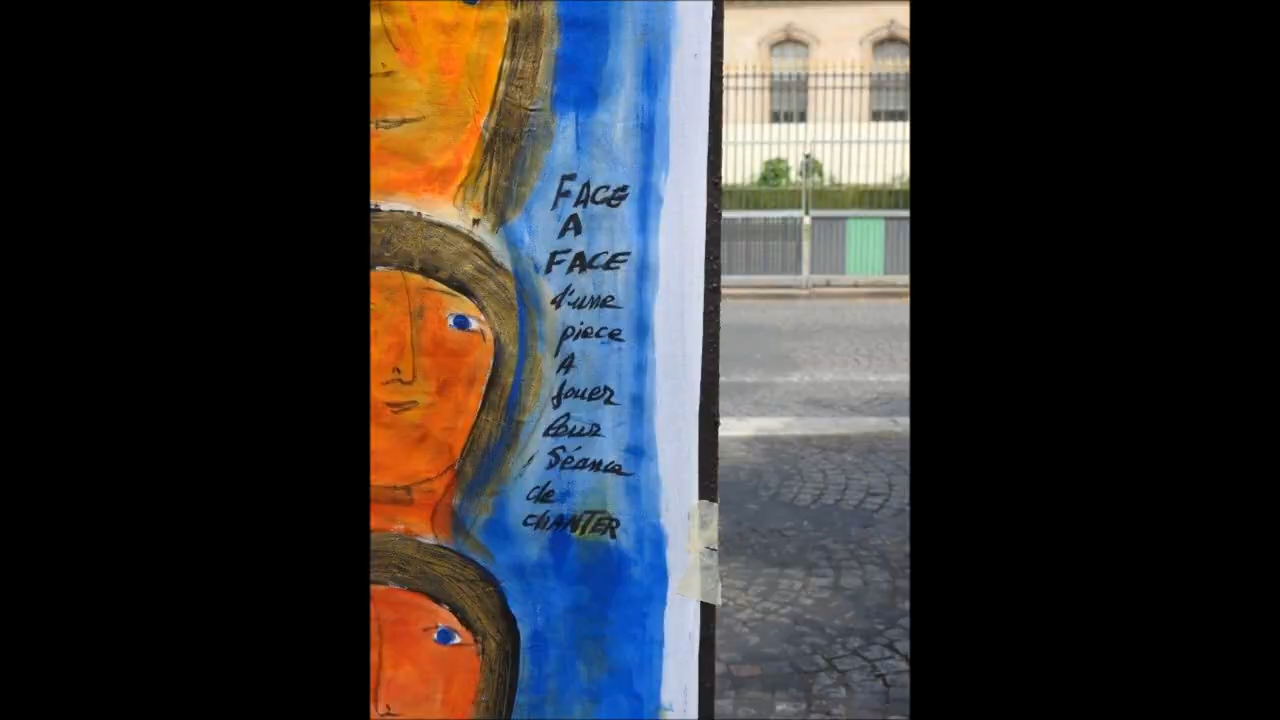 FACE
A
FACE
d'une
piece
A
Jouer
Pour
Séance
de
chANTER